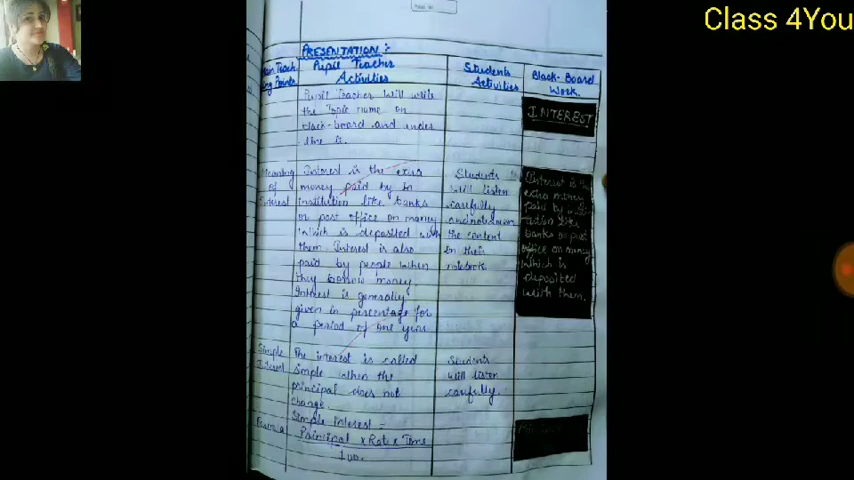 Class 4You
PRESENTATION :-
Pupil Teacher
Activities
Students
Activities
Black-Board
Work.
Pupil Teacher will write
the Topic name on
black-board and under
line it.
INTEREST
Meaning
of
Interest
Interest is the extra
money paid by
institution like banks
or post office on money
which is deposited with
them. Interest is also
paid by people when
they borrow money.
Interest is generally
given in percentage for
a period of one year
Students
will listen
carefully
the content
in their
notebook.
Interest is the
extra money
paid by
banks or post
office on money
which is
deposited
with them.
Simple
Interest
The interest is called
simple when the
principal does not
change.
Students
will listen
carefully.
Formula
Simple Interest =
Principal x Rate x Time
100.